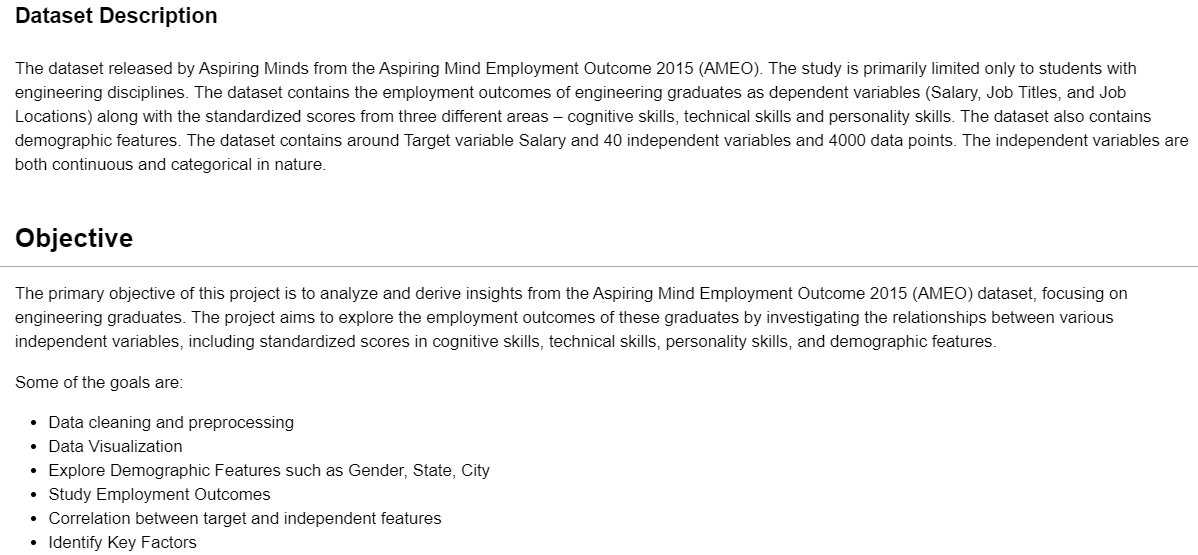 Dataset Description
The dataset released by Aspiring Minds from the Aspiring Mind Employment Outcome 2015 (AMEO). The study is primarily limited only to students with
engineering disciplines. The dataset contains the employment outcomes of engineering graduates as dependent variables (Salary, Job Titles, and Job
Locations) along with the standardized scores from three different areas – cognitive skills, technical skills and personality skills. The dataset also contains
demographic features. The dataset contains around Target variable Salary and 40 independent variables and 4000 data points. The independent variables are
both continuous and categorical in nature.
Objective
The primary objective of this project is to analyze and derive insights from the Aspiring Mind Employment Outcome 2015 (AMEO) dataset, focusing on
engineering graduates. The project aims to explore the employment outcomes of these graduates by investigating the relationships between various
independent variables, including standardized scores in cognitive skills, technical skills, personality skills, and demographic features.
Some of the goals are:
• Data cleaning and preprocessing
• Data Visualization
• Explore Demographic Features such as Gender, State, City
• Study Employment Outcomes
• Correlation between target and independent features
• Identify Key Factors